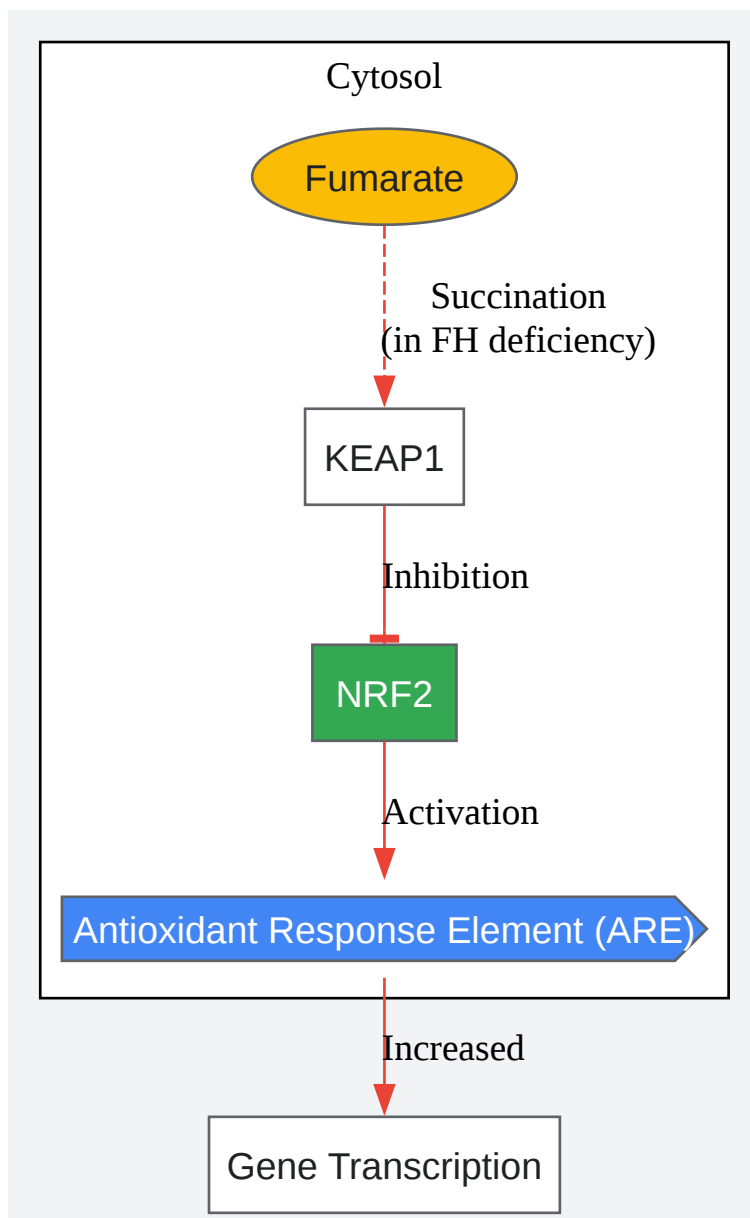 Cytosol
Fumarate
Succination
(in FH deficiency)
KEAP1
Inhibition
NRF2
Activation
Antioxidant Response Element (ARE)
Increased
Gene Transcription